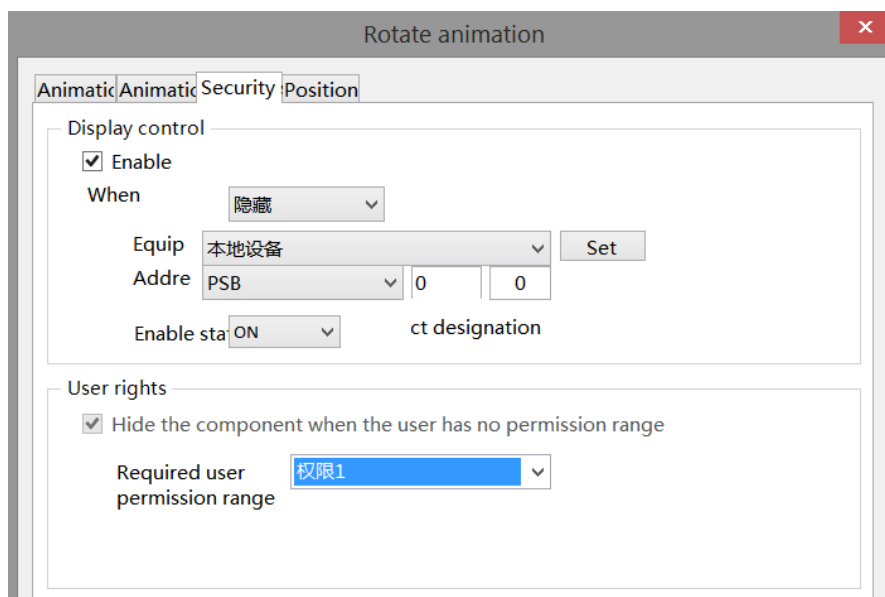 Rotate animation
Animatic Animatic Security Position
Display control
Enable
When 隐藏
Equip 本地设备 Set
Addre PSB 0 0
Enable sta ON ct designation
User rights
Hide the component when the user has no permission range
Required user 权限1
permission range